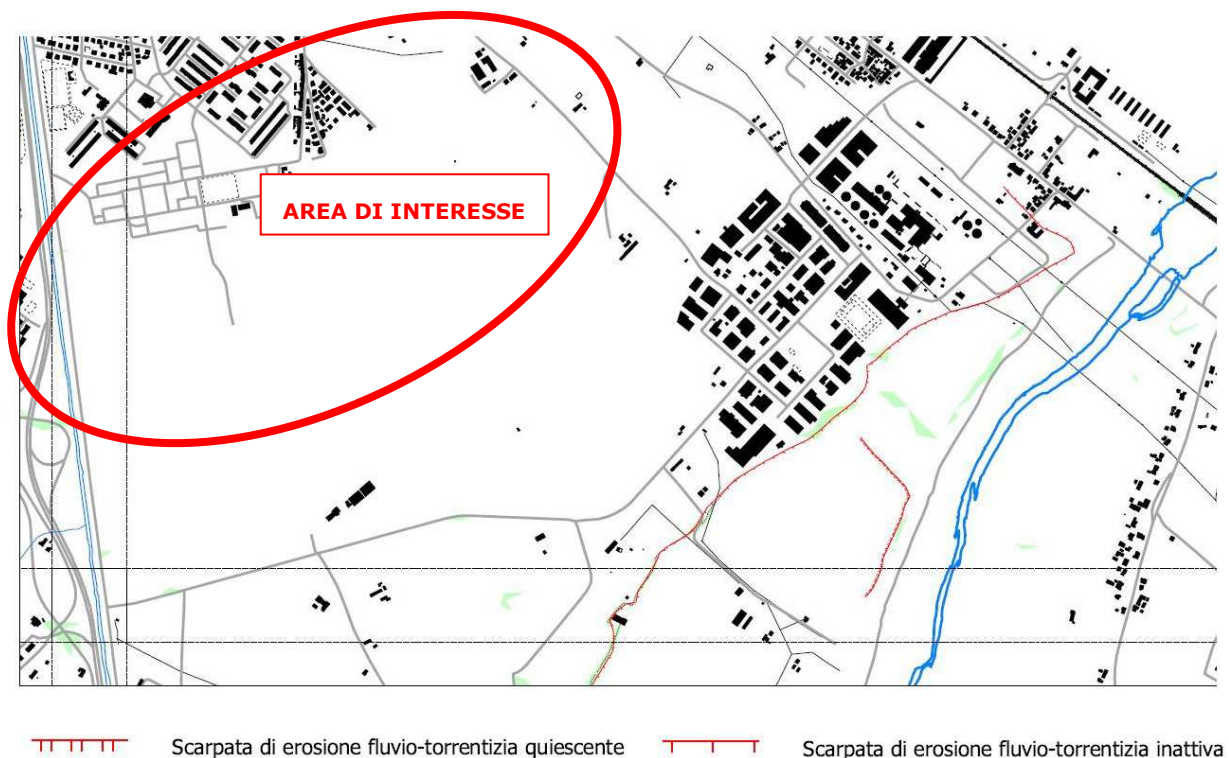 AREA DI INTERESSE
Scarpata di erosione fluvio-torrentizia quiescente
Scarpata di erosione fluvio-torrentizia inattiva